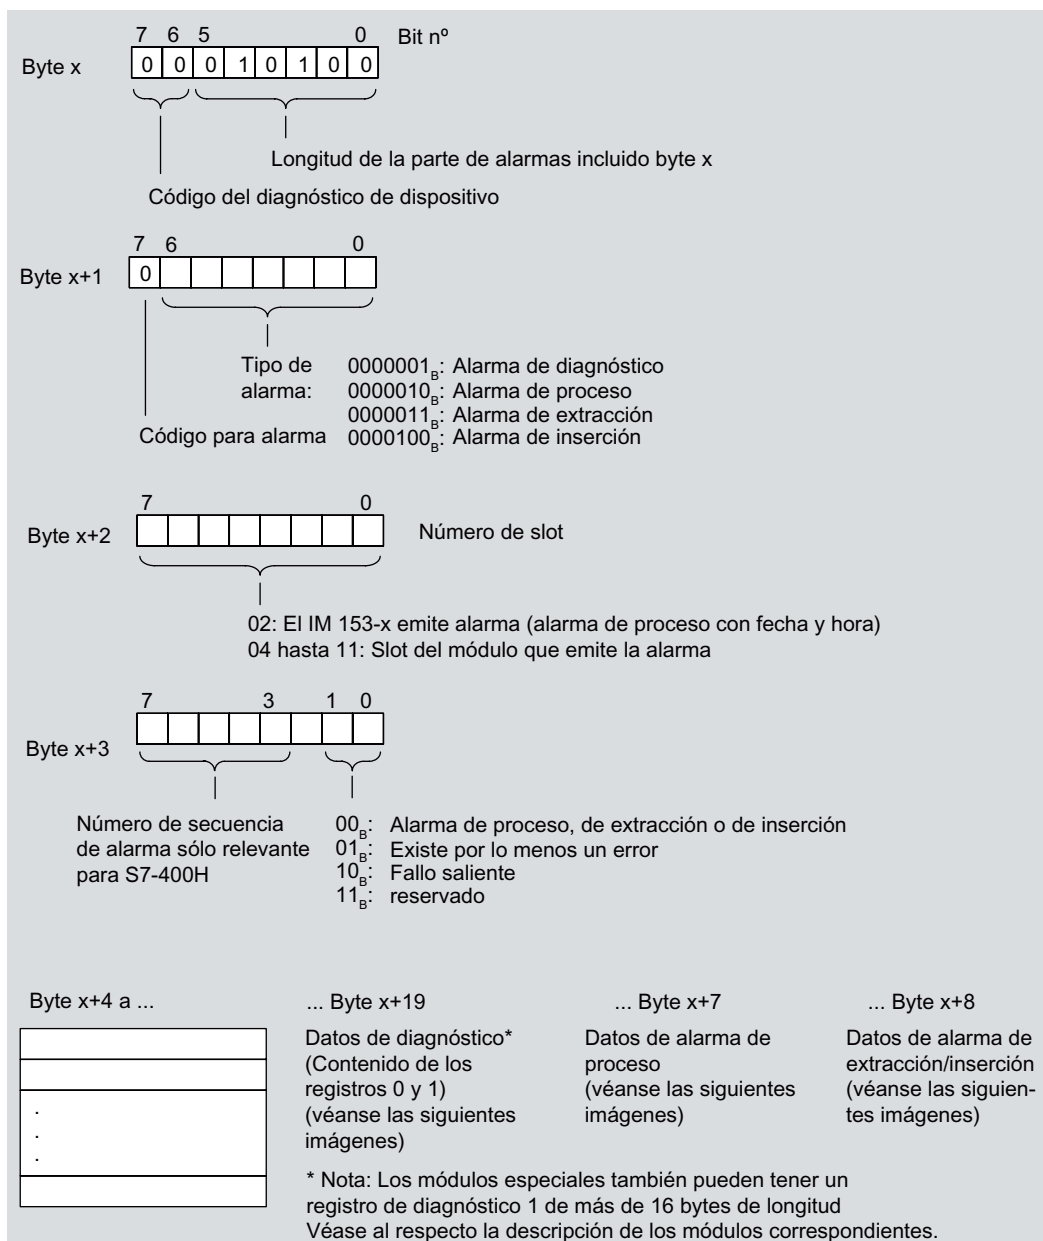 7 6 5 0 Bit nº
Byte x 0 0 0 1 0 1 0 0
Longitud de la parte de alarmas incluido byte x
Código del diagnóstico de dispositivo
7 6 0
Byte x+1 0
Tipo de alarma:
0000001B: Alarma de diagnóstico
0000010B: Alarma de proceso
0000011B: Alarma de extracción
0000100B: Alarma de inserción
Código para alarma
7 0
Byte x+2 Número de slot
02: El IM 153-x emite alarma (alarma de proceso con fecha y hora)
04 hasta 11: Slot del módulo que emite la alarma
7 3 1 0
Byte x+3
Número de secuencia
de alarma sólo relevante
para S7-400H
00B: Alarma de proceso, de extracción o de inserción
01B: Existe por lo menos un error
10B: Fallo saliente
11B: reservado
Byte x+4 a ...
... Byte x+19
Datos de diagnóstico*
(Contenido de los
registros 0 y 1)
(véanse las siguientes
imágenes)
... Byte x+7
Datos de alarma de
proceso
(véanse las siguientes
imágenes)
... Byte x+8
Datos de alarma de
extracción/inserción
(véanse las siguien-
tes imágenes)
.
.
.
* Nota: Los módulos especiales también pueden tener un
registro de diagnóstico 1 de más de 16 bytes de longitud
Véase al respecto la descripción de los módulos correspondientes.